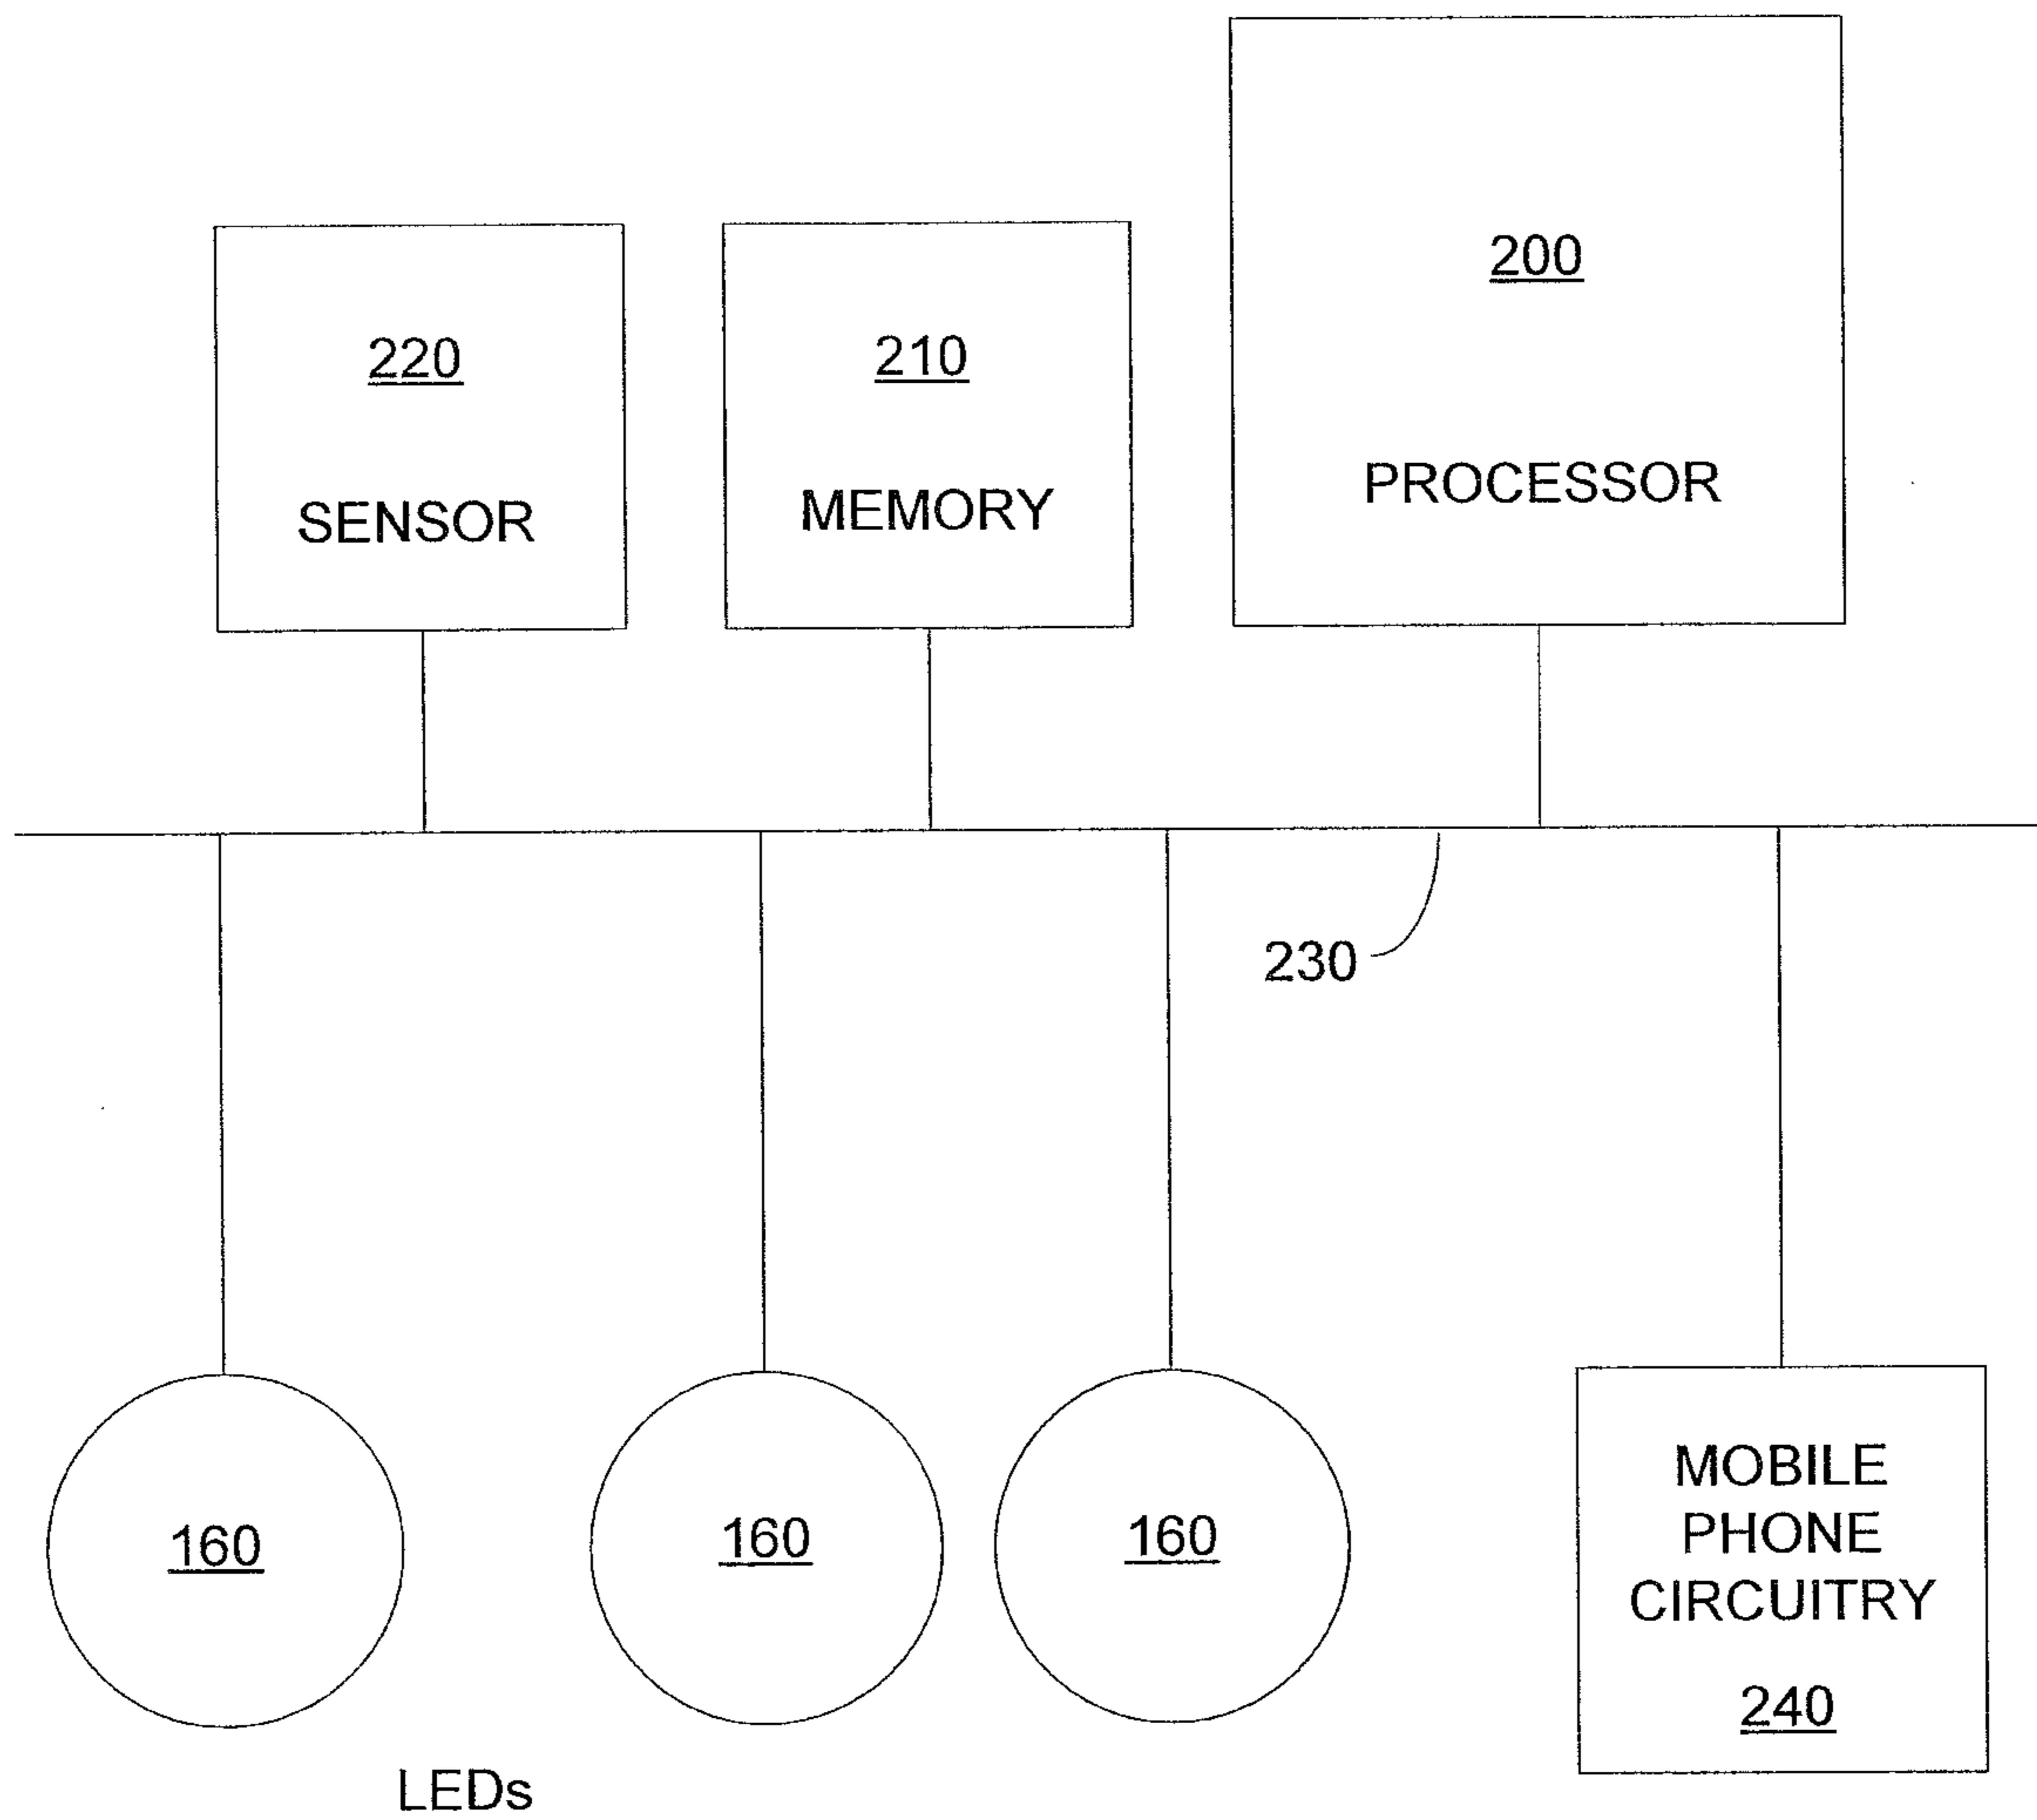 200
PROCESSOR
220
SENSOR
210
MEMORY
230
160
160
160
LEDs
MOBILE
PHONE
CIRCUITRY
240